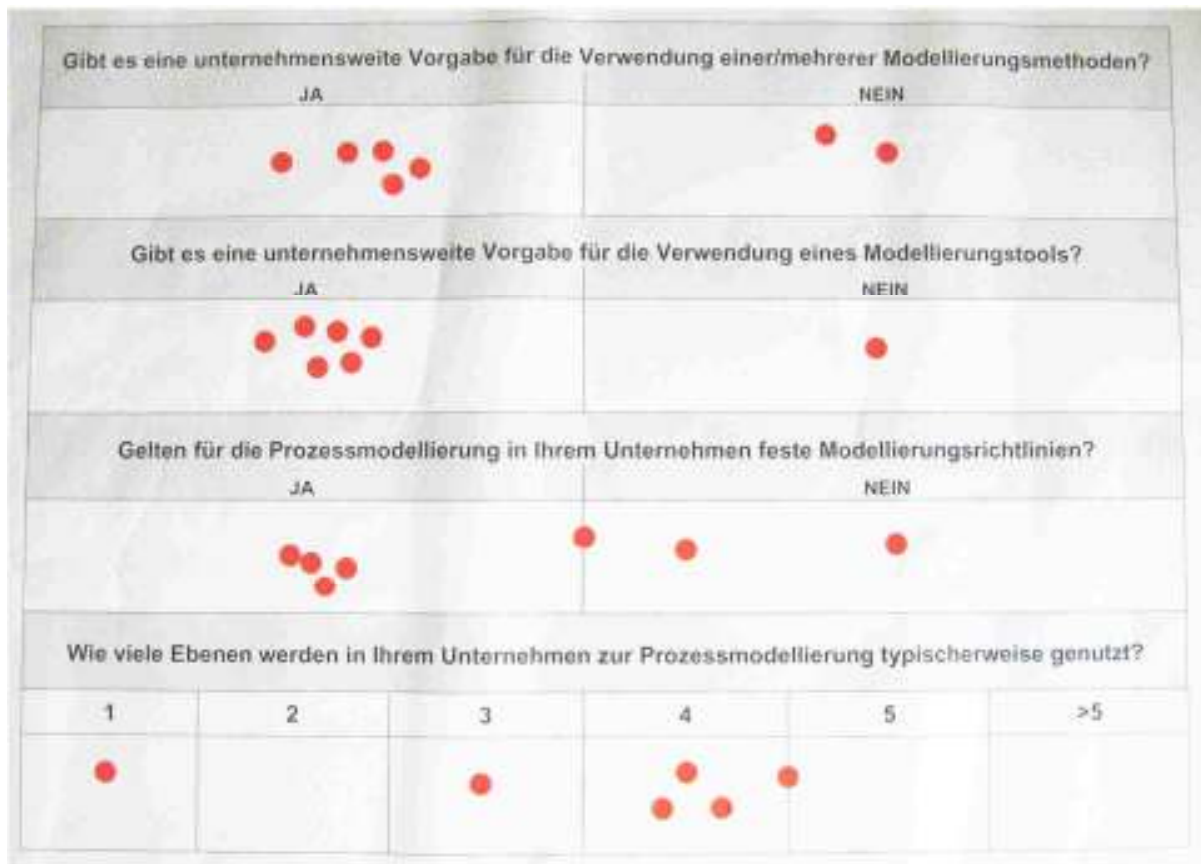 Gibt es eine unternehmensweite Vorgabe für die Verwendung einer/mehrerer Modellierungsmethoden?
JA NEIN
Gibt es eine unternehmensweite Vorgabe für die Verwendung eines Modellierungstools?
JA NEIN
Gelten für die Prozessmodellierung in Ihrem Unternehmen feste Modellierungsrichtlinien?
JA NEIN
Wie viele Ebenen werden in Ihrem Unternehmen zur Prozessmodellierung typischerweise genutzt?
1 2 3 4 5 >5